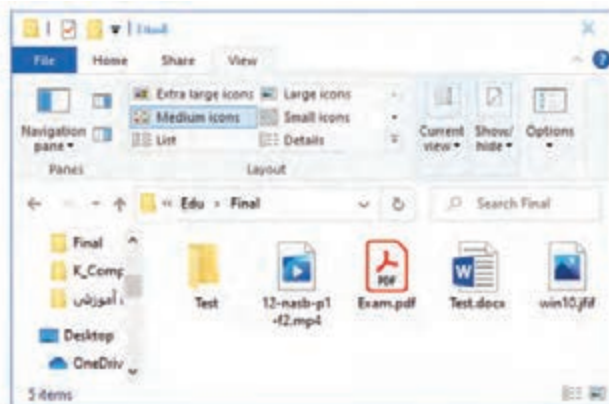 Final
File Home Share View
Extra large icons Large icons
Medium icons Small icons
List Details
Navigation pane
Current view
Show/ hide
Options
Panes
Layout
« Edu › Final
Search Final
Final
K_Comp
آموزشی
Desktop
OneDriv
Test
12-nasb-p1
-f2.mp4
PDF
Exam.pdf
W
Test.docx
win10.jfif
5 items